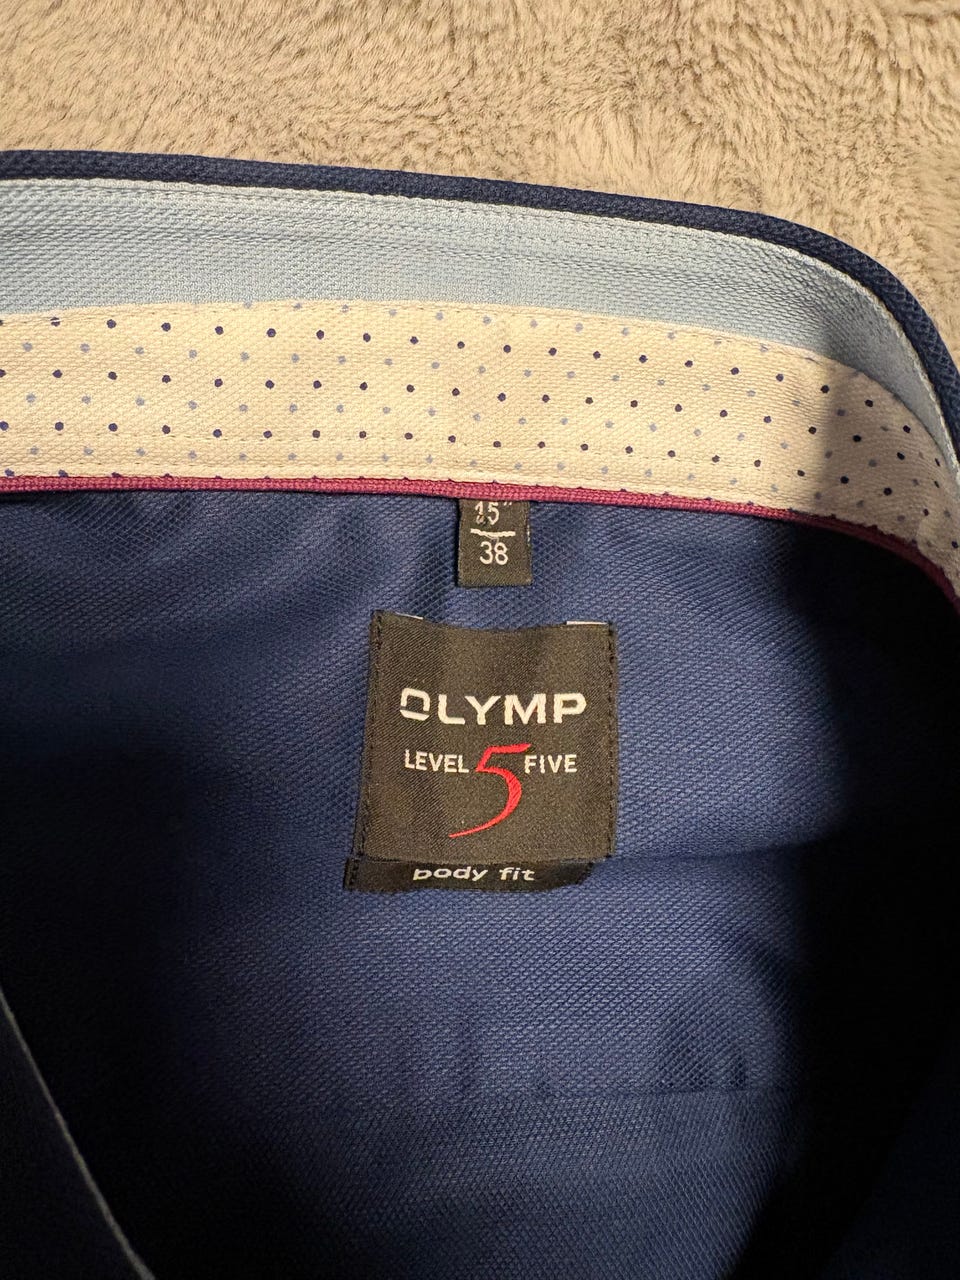 15"
38
OLYMP
LEVEL 5 FIVE
body fit